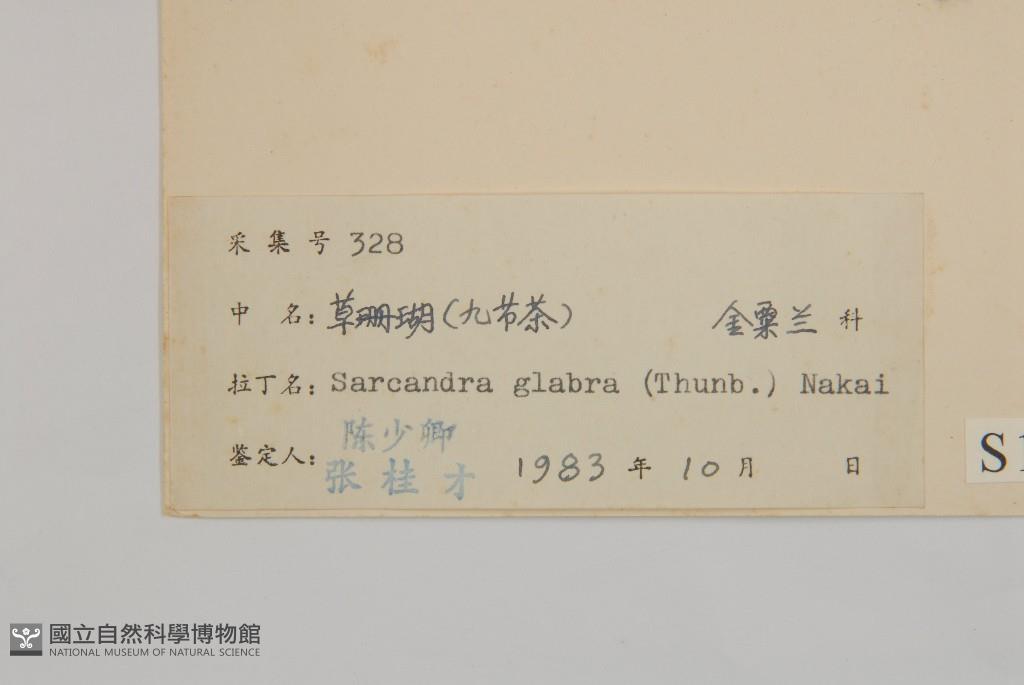 采集号 328
中名：草珊瑚（九节茶） 金粟兰 科
拉丁名：Sarcandra glabra (Thunb.) Nakai
鉴定人：陈少卿
张桂才 1983 年 10 月 日
S1
國立自然科學博物館
NATIONAL MUSEUM OF NATURAL SCIENCE